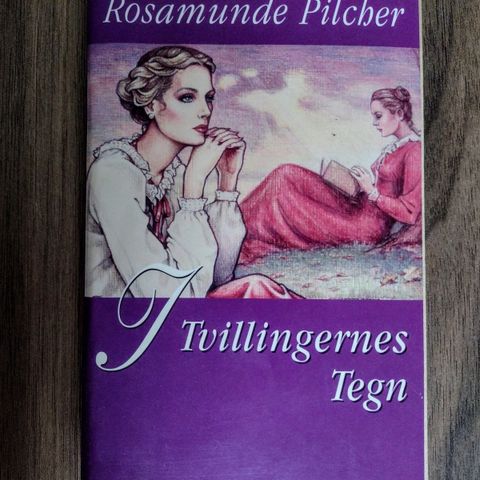 Rosamunde Pilcher
I Tvillingernes
Tegn